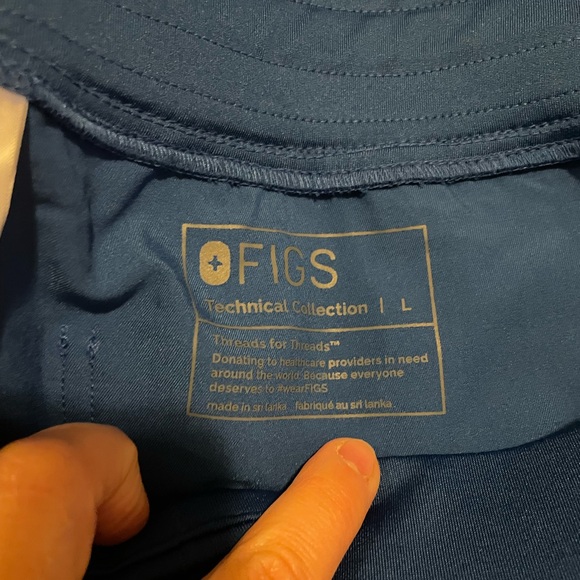 FIGS
Technical Collection | L
Threads for Threads™
Donating to healthcare providers in need
around the world. Because everyone
deserves to #wearFIGS
made in sri lanka fabriqué au sri lanka